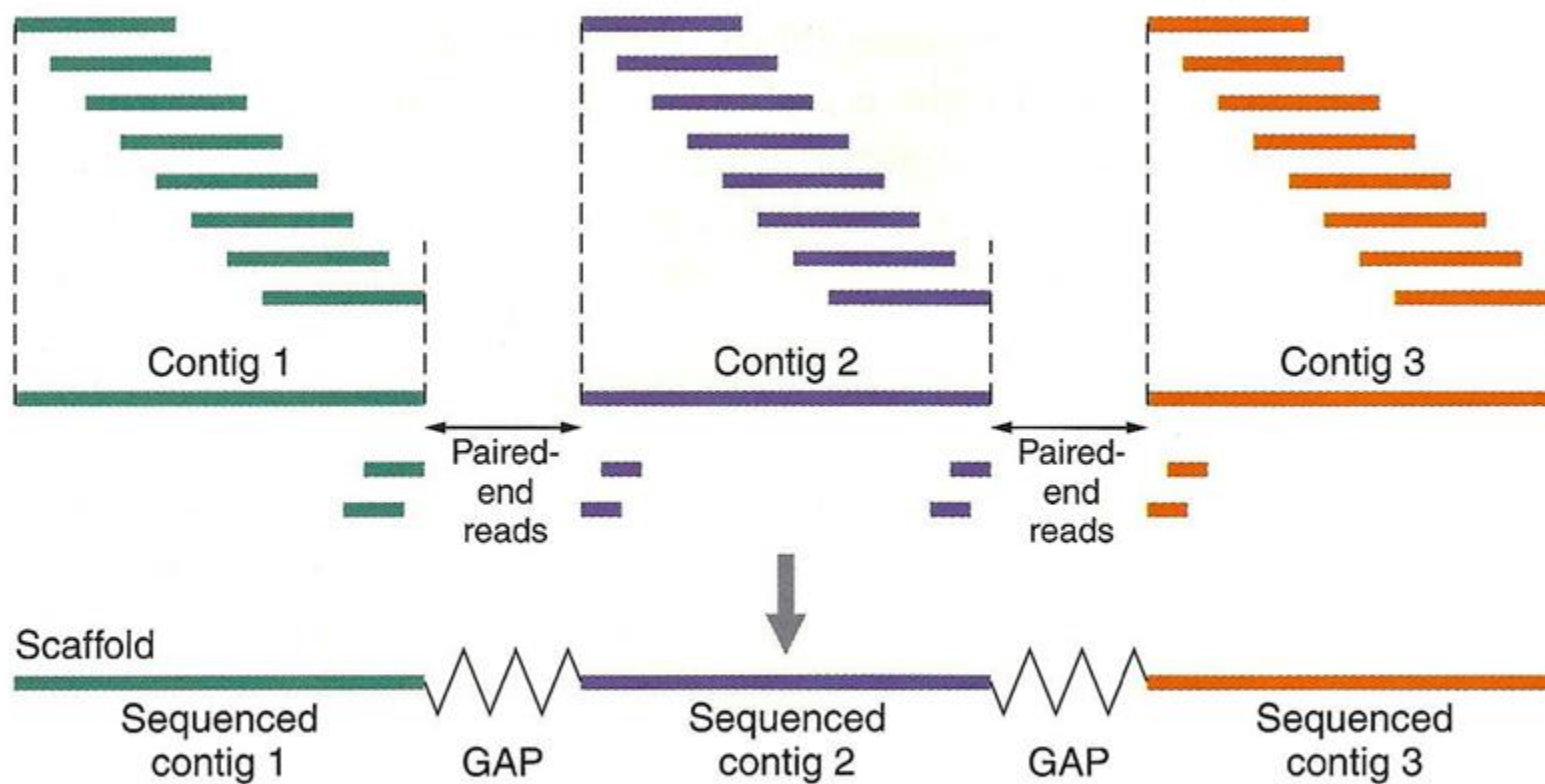 Contig 1
Contig 2
Contig 3
Paired-
end
reads
Paired-
end
reads
Scaffold
Sequenced
contig 1
GAP
Sequenced
contig 2
GAP
Sequenced
contig 3